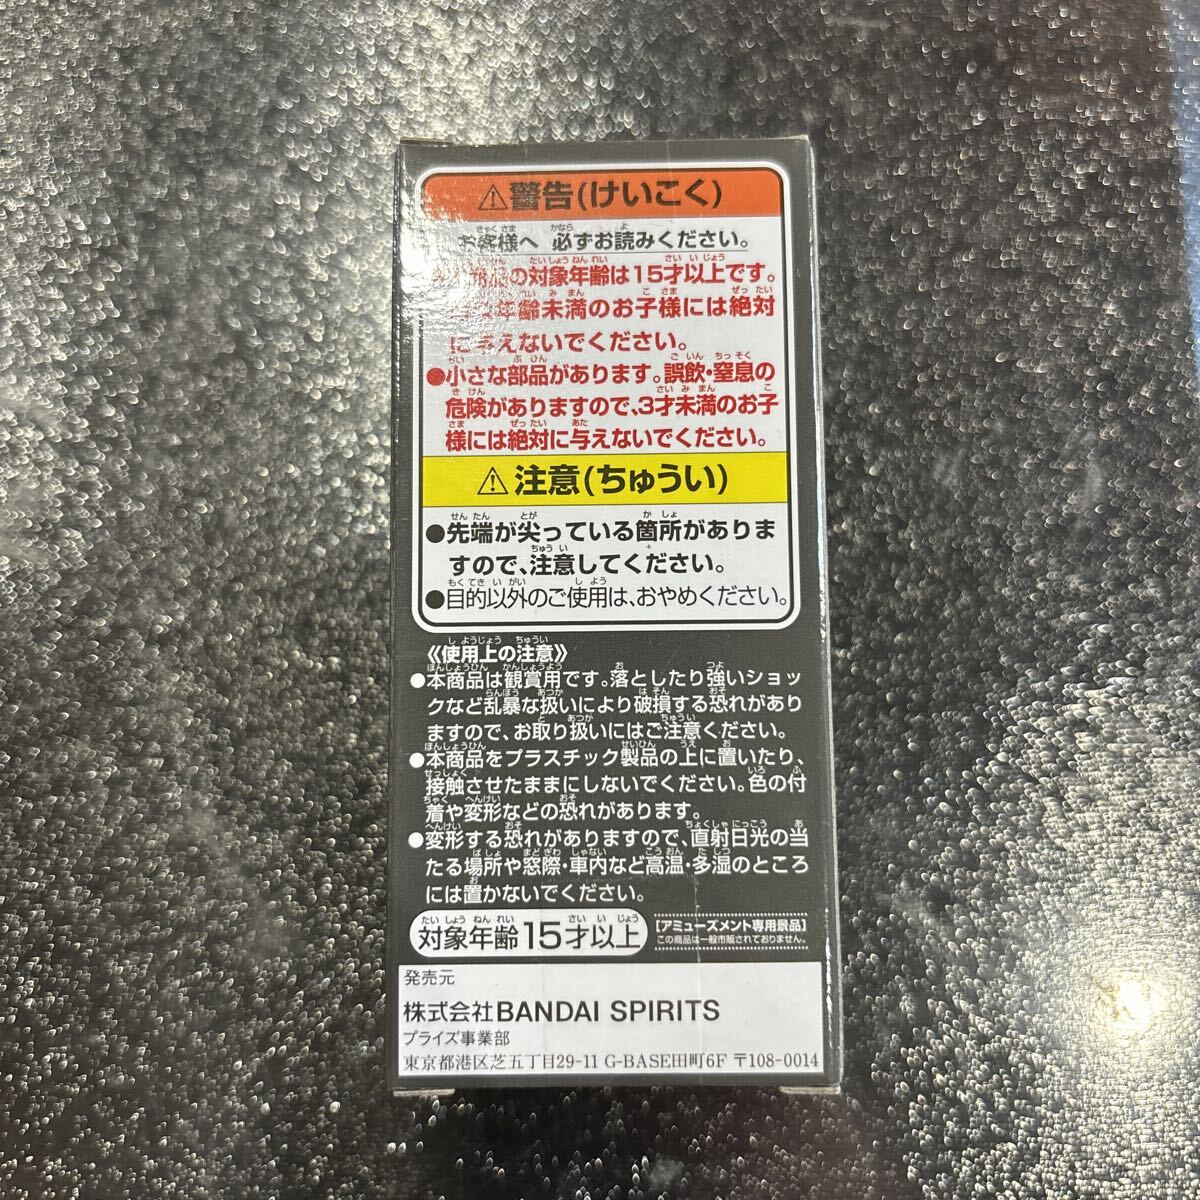 ⚠警告(けいこく)
お客様へ 必ずお読みください。
の対象年齢は15才以上です。
年齢未満のお子様には絶対
に与えないでください。
●小さな部品があります。誤飲・窒息の
危険がありますので、3才未満のお子
様には絶対に与えないでください。
⚠注意(ちゅうい)
●先端が尖っている箇所がありま
すので、注意してください。
●目的以外のご使用は、おやめください。
《使用上の注意》
●本商品は観賞用です。落としたり強いショッ
クなど乱暴な扱いにより破損する恐れがあり
ますので、お取り扱いにはご注意ください。
●本商品をプラスチック製品の上に置いたり、
接触させたままにしないでください。色の付
着や変形などの恐れがあります。
●変形する恐れがありますので、直射日光の当
たる場所や窓際・車内など高温・多湿のところ
には置かないでください。
対象年齢15才以上
[アミューズメント専用景品]
この商品は一般市販されておりません。
発売元
株式会社BANDAI SPIRITS
プライズ事業部
東京都港区芝五丁目29-11 G-BASE田町6F 〒108-0014